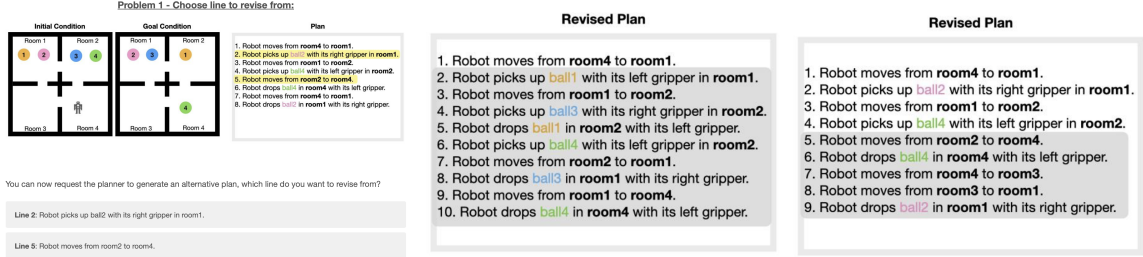 Problem 1 - Choose line to revise from:
Initial Condition
Goal Condition
Plan
Room 1
Room 2
1
2
3
4
Room 3
Room 4
Room 1
Room 2
2
3
1
4
Room 3
Room 4
1. Robot moves from room4 to room1.
2. Robot picks up ball2 with its right gripper in room1.
3. Robot moves from room1 to room2.
4. Robot picks up ball4 with its left gripper in room2.
5. Robot moves from room2 to room4.
6. Robot drops ball4 in room4 with its left gripper.
7. Robot moves from room4 to room1.
8. Robot drops ball2 in room1 with its right gripper.
You can now request the planner to generate an alternative plan, which line do you want to revise from?
Line 2: Robot picks up ball2 with its right gripper in room1.
Line 5: Robot moves from room2 to room4.
Revised Plan
1. Robot moves from room4 to room1.
2. Robot picks up ball1 with its left gripper in room1.
3. Robot moves from room1 to room2.
4. Robot picks up ball3 with its right gripper in room2.
5. Robot drops ball1 in room2 with its left gripper.
6. Robot picks up ball4 with its left gripper in room2.
7. Robot moves from room2 to room1.
8. Robot drops ball3 in room1 with its right gripper.
9. Robot moves from room1 to room4.
10. Robot drops ball4 in room4 with its left gripper.
Revised Plan
1. Robot moves from room4 to room1.
2. Robot picks up ball2 with its right gripper in room1.
3. Robot moves from room1 to room2.
4. Robot picks up ball4 with its left gripper in room2.
5. Robot moves from room2 to room4.
6. Robot drops ball4 in room4 with its left gripper.
7. Robot moves from room4 to room3.
8. Robot moves from room3 to room1.
9. Robot drops ball2 in room1 with its right gripper.